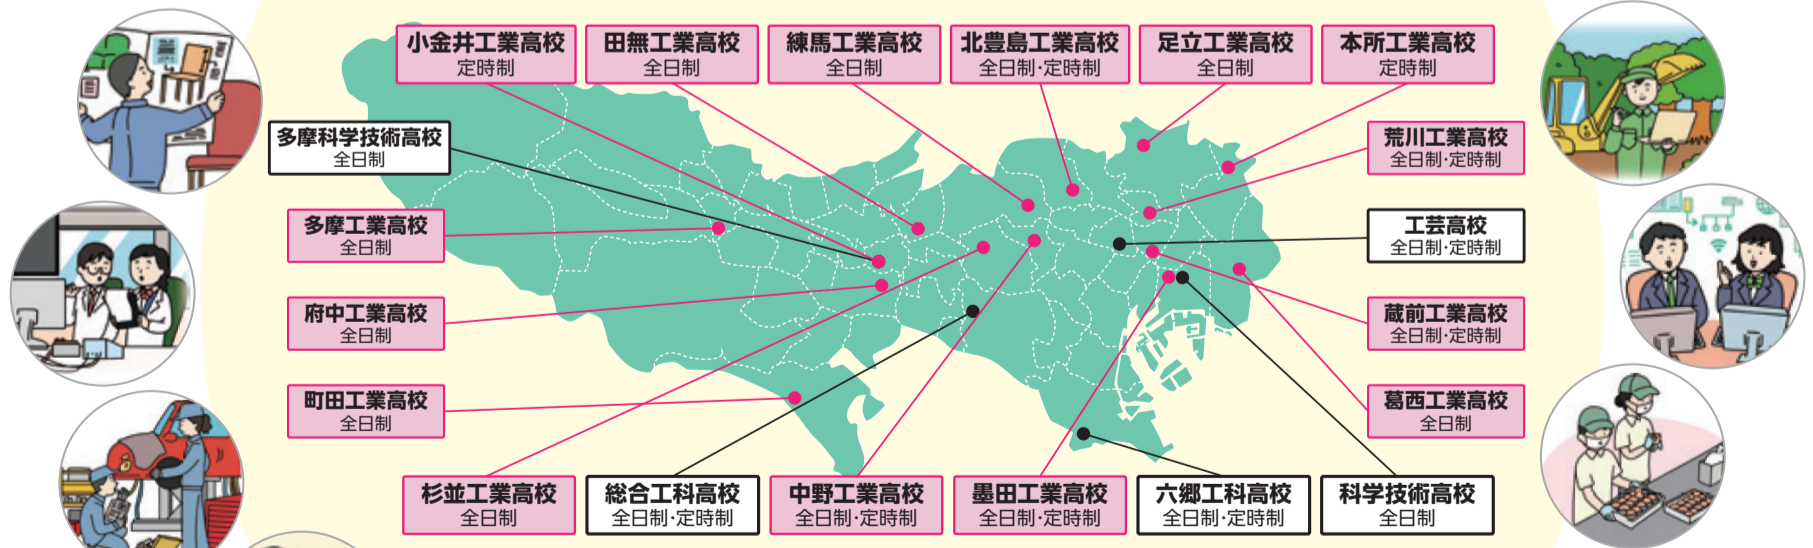 小金井工業高校
定時制
田無工業高校
全日制
練馬工業高校
全日制
北豊島工業高校
全日制・定時制
足立工業高校
全日制
本所工業高校
定時制
多摩科学技術高校
全日制
荒川工業高校
全日制・定時制
多摩工業高校
全日制
工芸高校
全日制・定時制
府中工業高校
全日制
蔵前工業高校
全日制・定時制
町田工業高校
全日制
葛西工業高校
全日制
杉並工業高校
全日制
総合工科高校
全日制・定時制
中野工業高校
全日制・定時制
墨田工業高校
全日制・定時制
六郷工科高校
全日制・定時制
科学技術高校
全日制